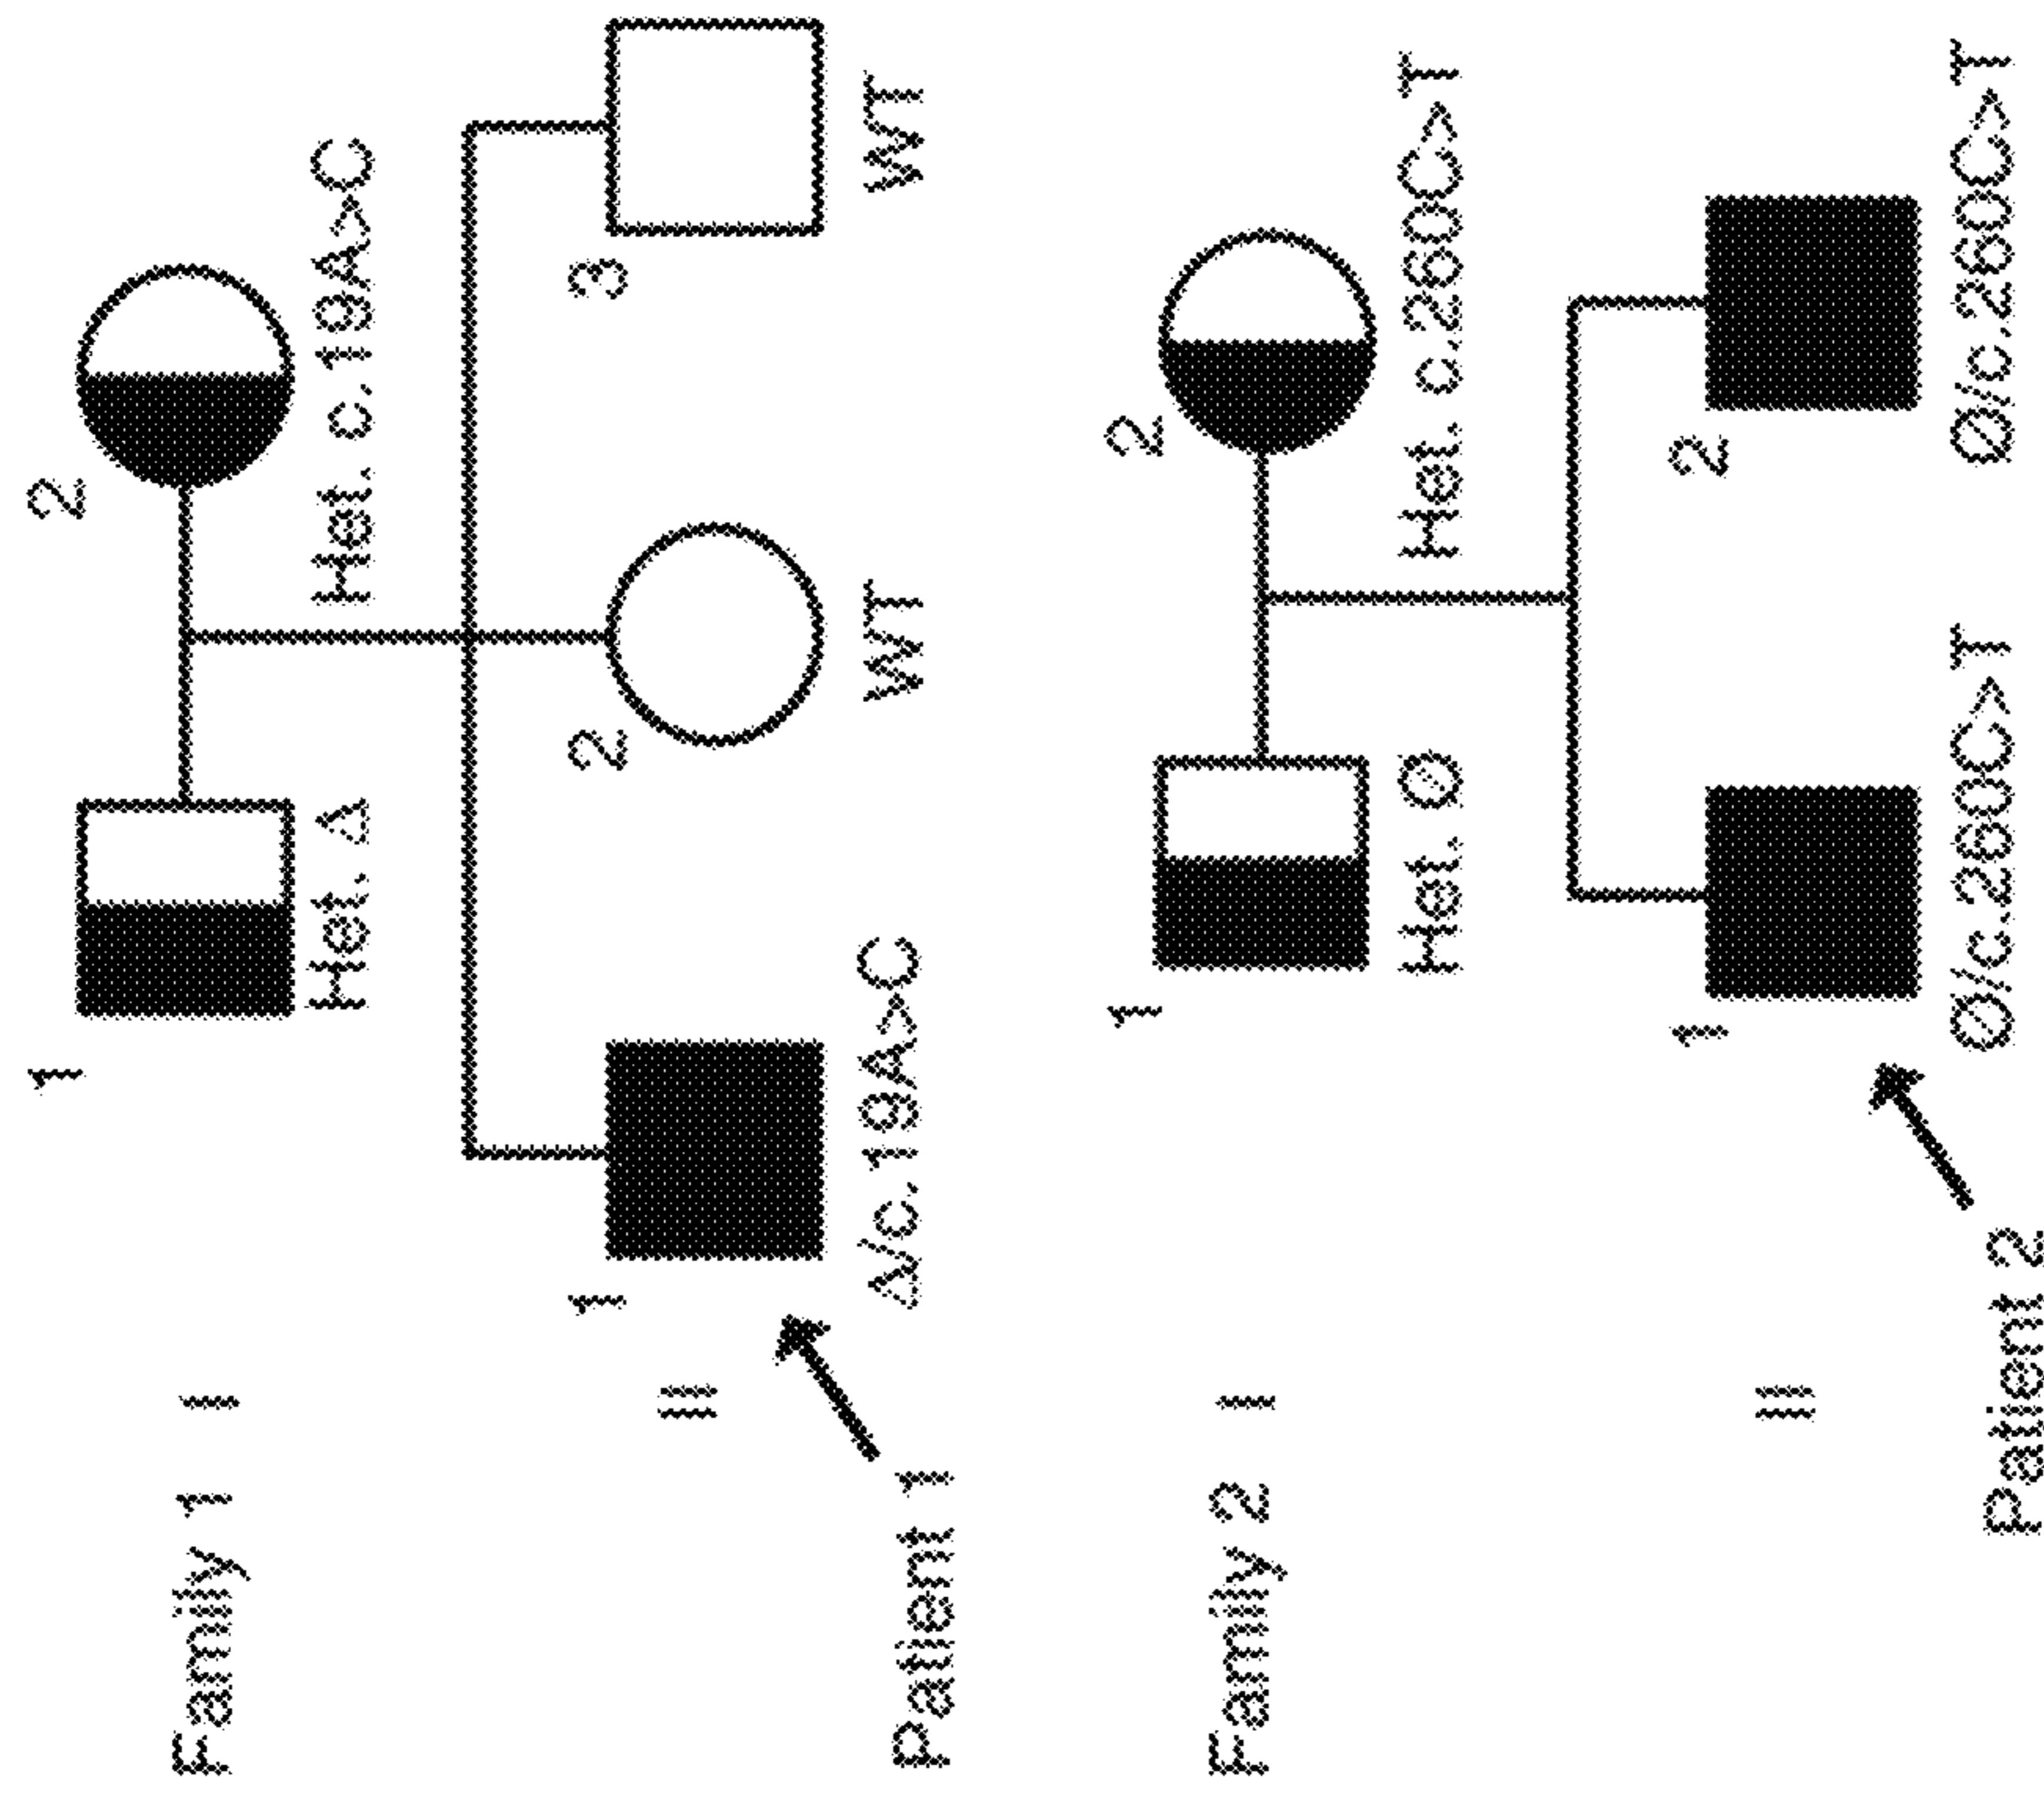 Family 1 I
1
2
Het. Δ
Het. c.19A>C
II
1
2
3
Δ/c.19A>C
WT
WT
Patient 1
Family 2 I
1
2
Het. Ø
Het. c.260C>T
II
1
2
Ø/c.260C>T
Ø/c.260C>T
Patient 2